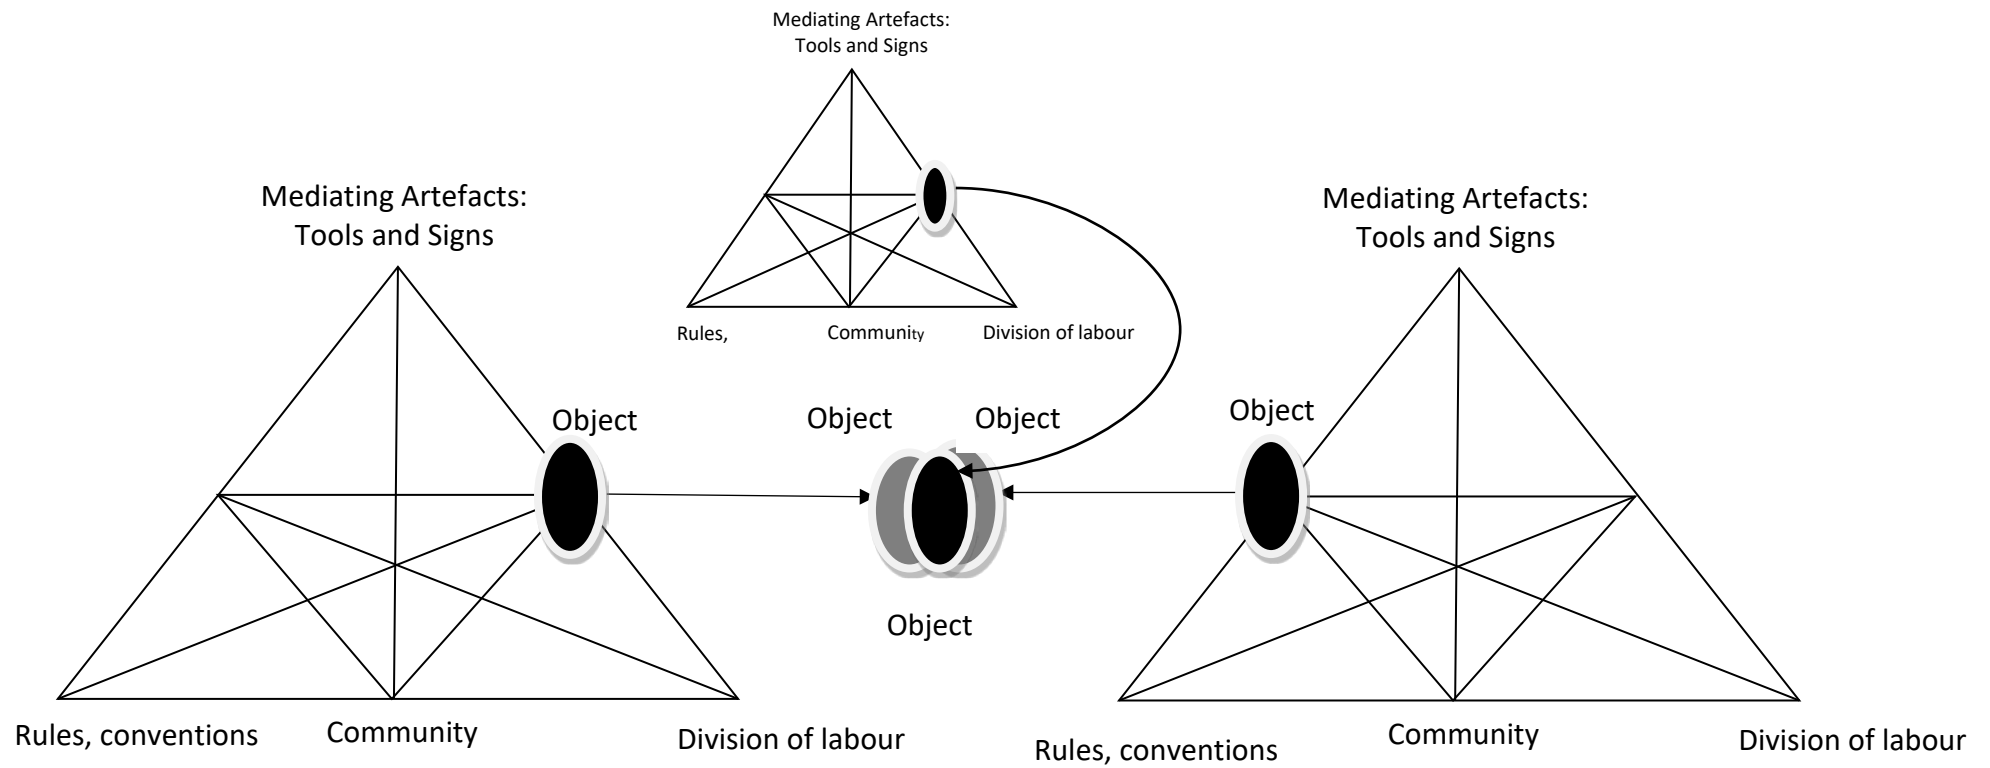 Mediating Artefacts:
Tools and Signs
Mediating Artefacts:
Tools and Signs
Mediating Artefacts:
Tools and Signs
Rules,
Community
Division of labour
Object
Object
Object
Object
Object
Rules, conventions
Community
Division of labour
Rules, conventions
Community
Division of labour